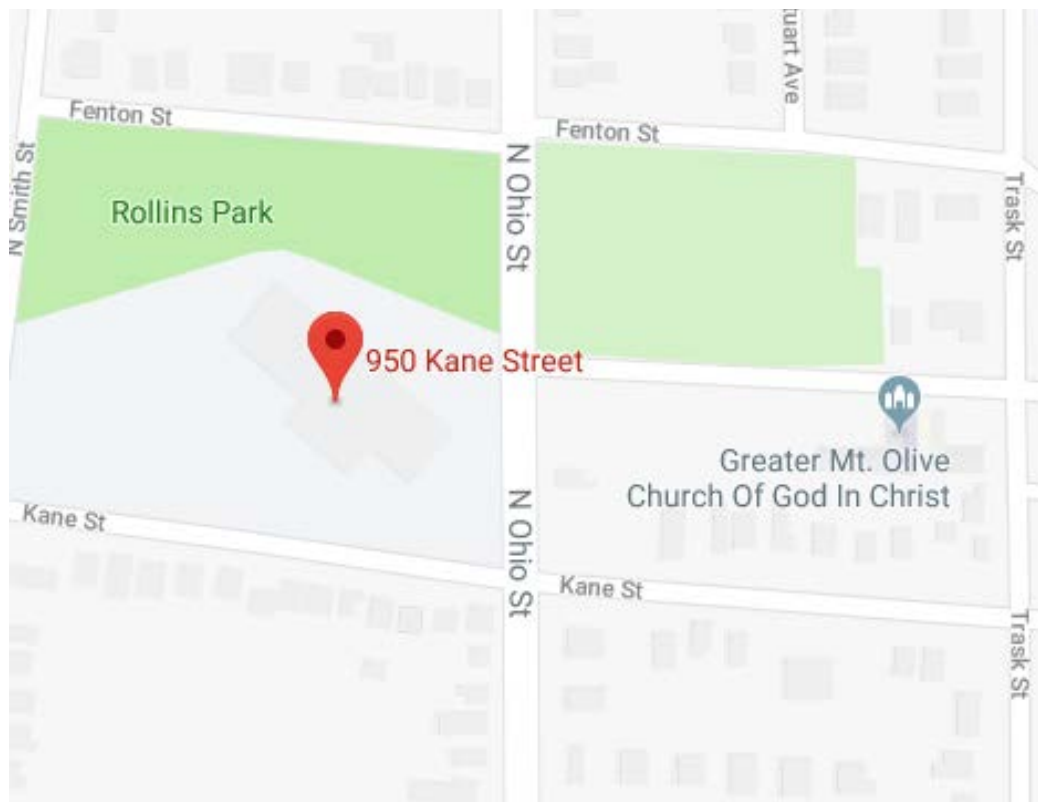 tuart Ave
Fenton St
Fenton St
N Smith St
Rollins Park
N Ohio St
Trask St
950 Kane Street
Greater Mt. Olive
Church Of God In Christ
Kane St
N Ohio St
Kane St
Trask St